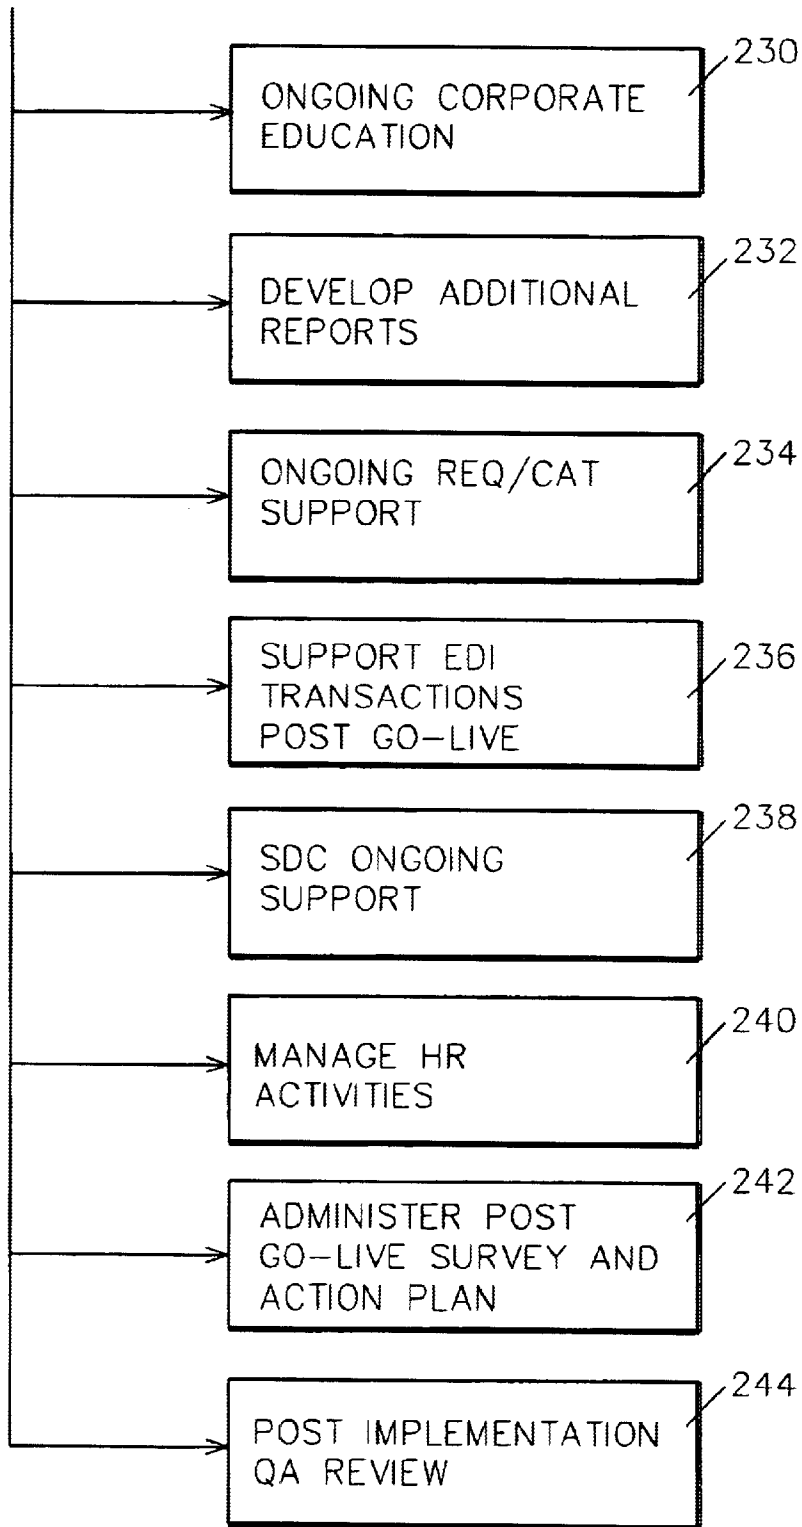 230
ONGOING CORPORATE
EDUCATION
232
DEVELOP ADDITIONAL
REPORTS
234
ONGOING REQ/CAT
SUPPORT
236
SUPPORT EDI
TRANSACTIONS
POST GO-LIVE
238
SDC ONGOING
SUPPORT
240
MANAGE HR
ACTIVITIES
242
ADMINISTER POST
GO-LIVE SURVEY AND
ACTION PLAN
244
POST IMPLEMENTATION
QA REVIEW